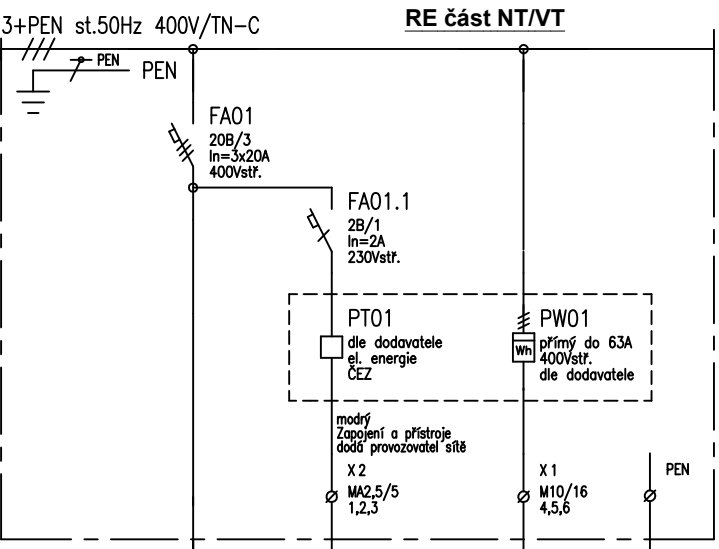 3+PEN st.50Hz 400V/TN-C
RE část NT/VT
PEN
PEN
FA01
20B/3
In=3x20A
400Vstř.
FA01.1
2B/1
In=2A
230Vstř.
PT01
dle dodavatele
el. energie
ČEZ
PW01
Wh
přímý do 63A
400Vstř.
dle dodavatele
modrý
Zapojení a přístroje
dodá provozovatel sítě
X2
MA2,5/5
1,2,3
X1
M10/16
4,5,6
PEN